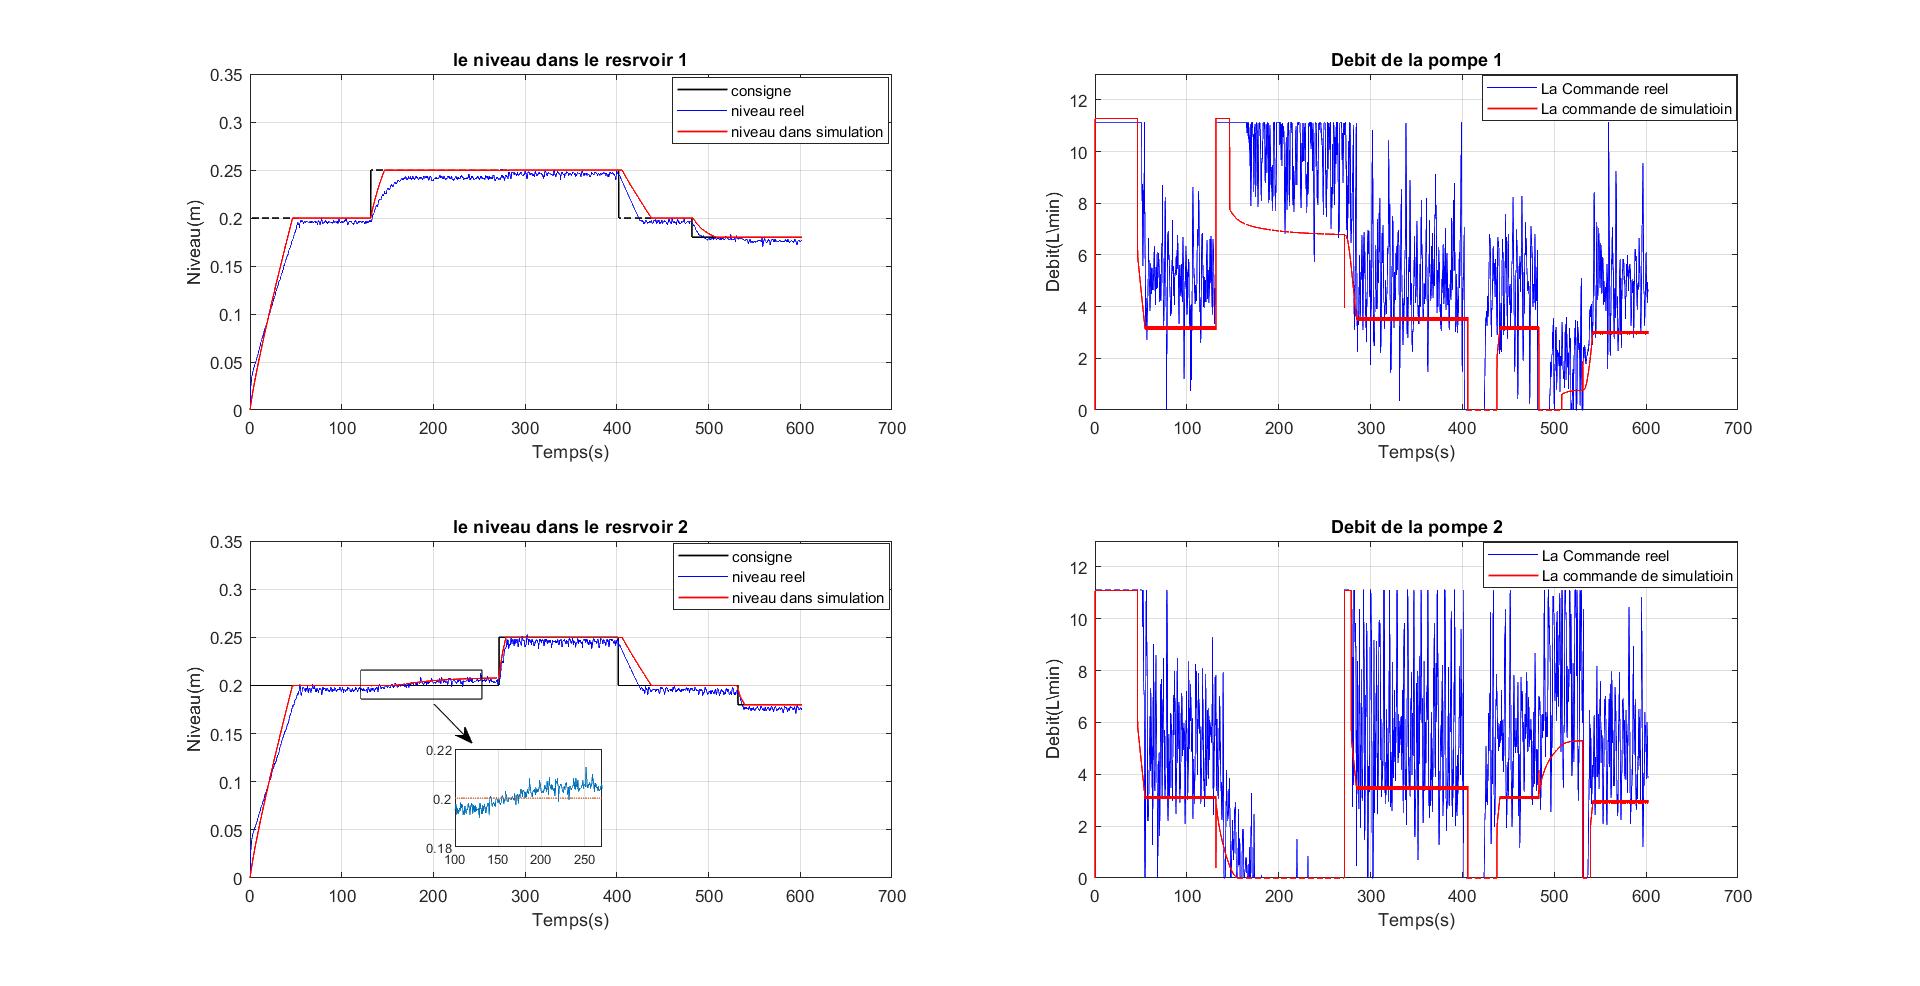 le niveau dans le resrvoir 1
0.35
0.3
0.25
0.2
0.15
0.1
0.05
0
Niveau(m)
consigne
niveau reel
niveau dans simulation
0 100 200 300 400 500 600 700
Temps(s)
Debit de la pompe 1
12
10
8
6
4
2
0
Debit(L\min)
La Commande reel
La commande de simulatioin
0 100 200 300 400 500 600 700
Temps(s)
le niveau dans le resrvoir 2
0.35
0.3
0.25
0.2
0.15
0.1
0.05
0
Niveau(m)
consigne
niveau reel
niveau dans simulation
0.22
0.2
0.18
100 150 200 250
0 100 200 300 400 500 600 700
Temps(s)
Debit de la pompe 2
12
10
8
6
4
2
0
Debit(L\min)
La Commande reel
La commande de simulatioin
0 100 200 300 400 500 600 700
Temps(s)